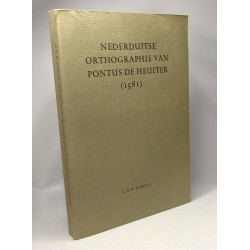 NEDERDUITSE
ORTHOGRAPHIE VAN
PONTUS DE HEUITER
(1581)